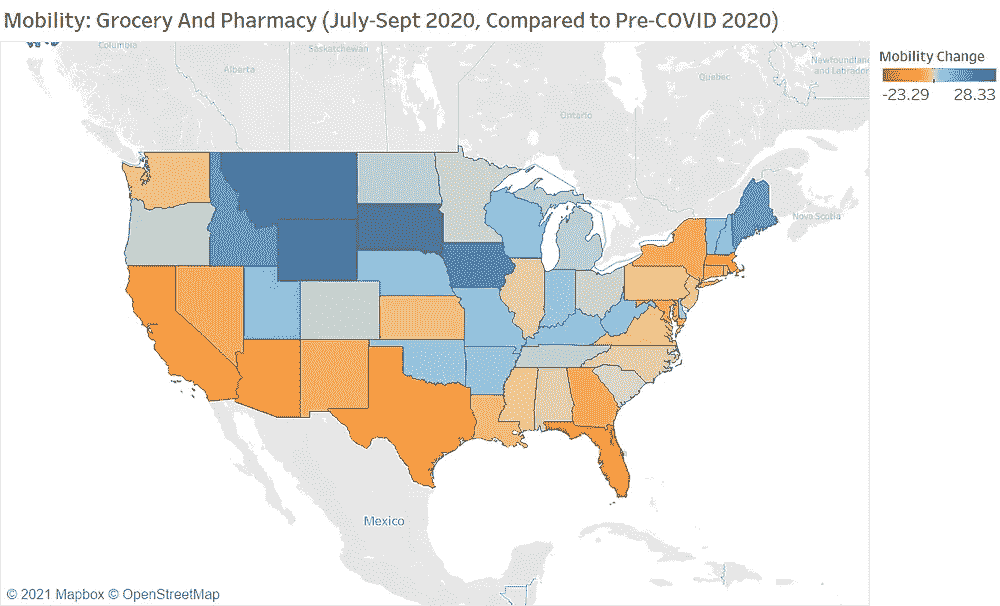 Mobility: Grocery And Pharmacy (July-Sept 2020, Compared to Pre-COVID 2020)
Columbia
Saskatchewan
Alberta
Mobility Change
-23.29 28.33
Newfoundland
and Labrador
Quebec
Ontario
Nova Scotia
Mexico
© 2021 Mapbox © OpenStreetMap